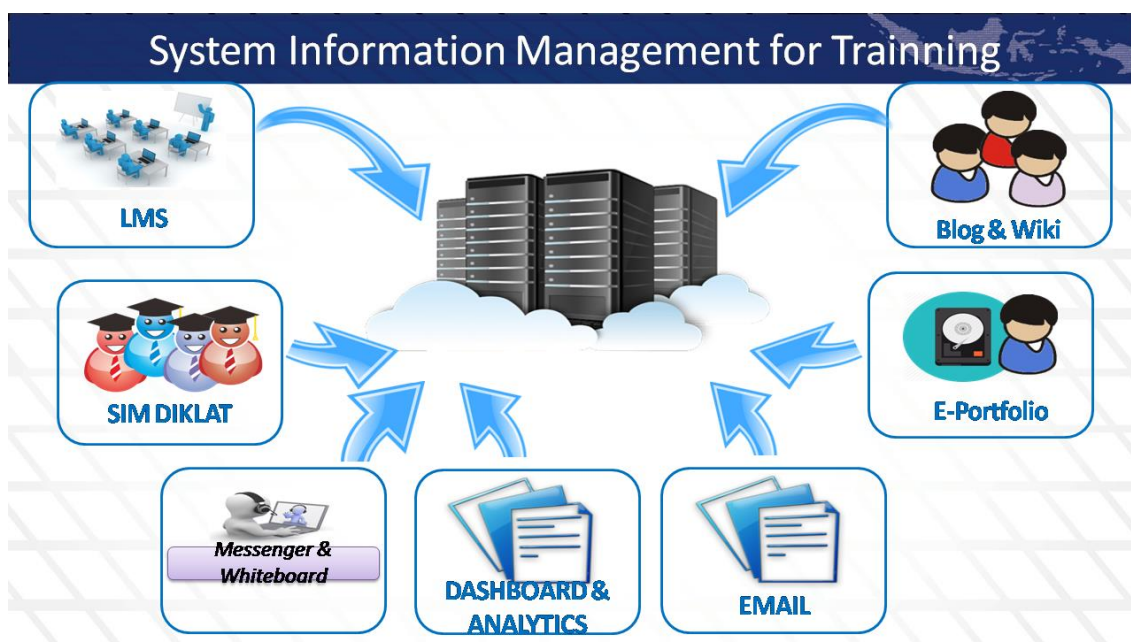 System Information Management for Trainning
LMS
Blog & Wiki
SIM DIKLAT
E-Portfolio
Messenger &
Whiteboard
DASHBOARD &
ANALYTICS
EMAIL